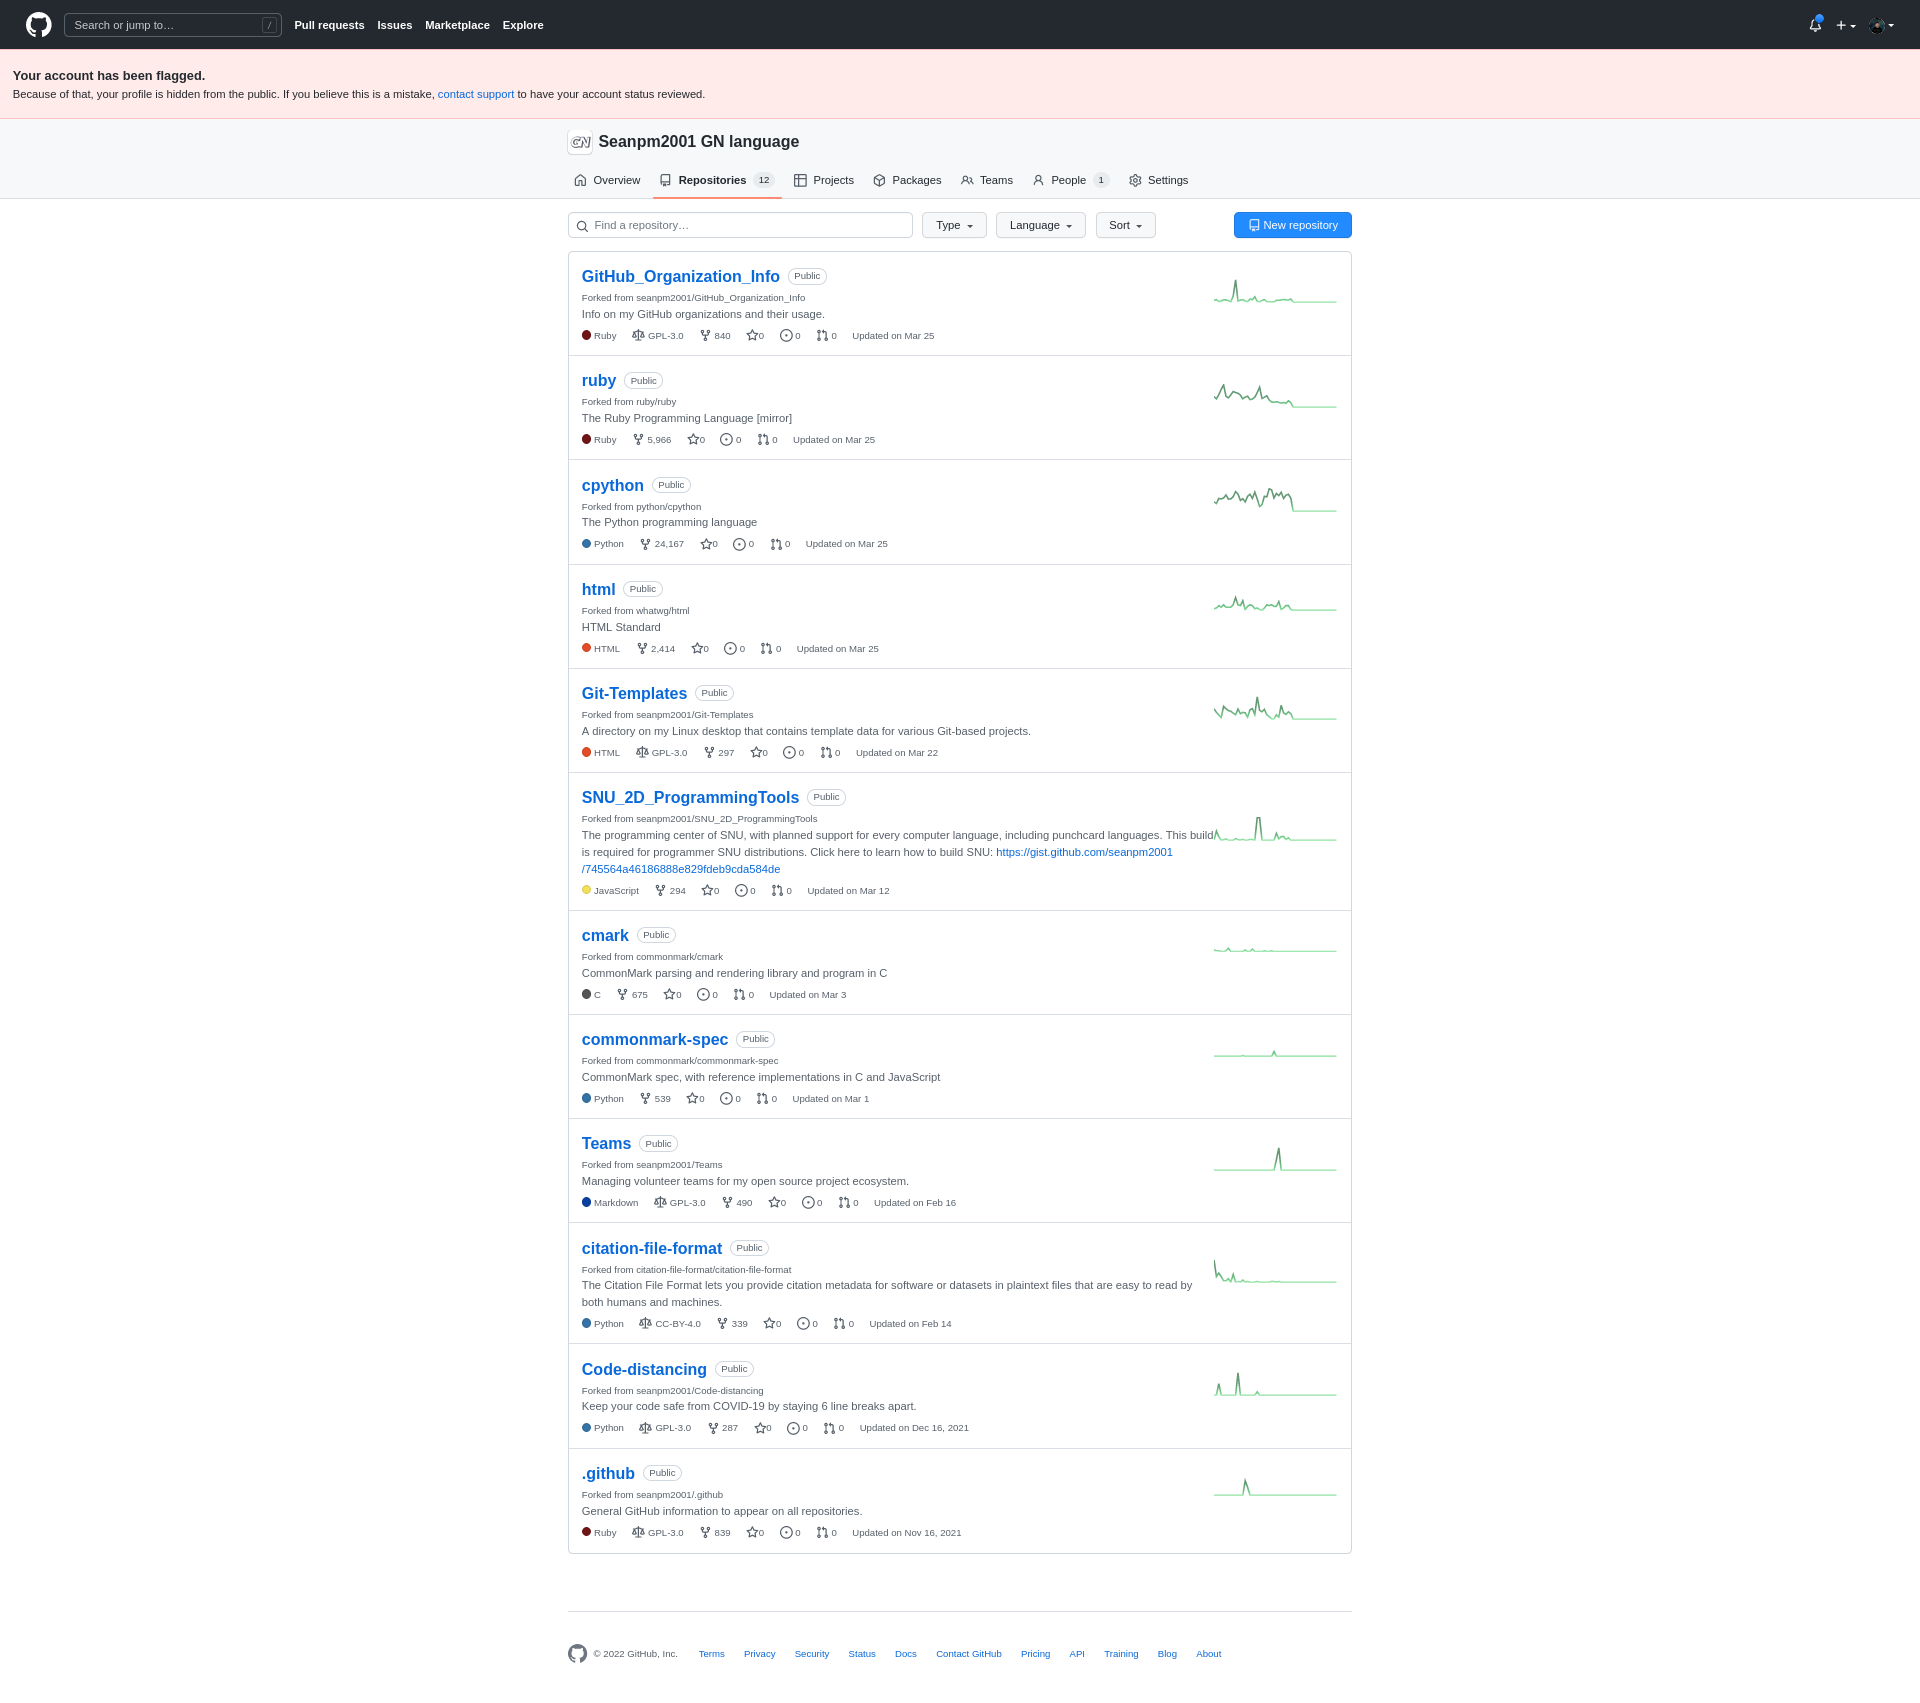 Search or jump to… /
Pull requests Issues Marketplace Explore
Your account has been flagged.
Because of that, your profile is hidden from the public. If you believe this is a mistake, contact support to have your account status reviewed.
GN Seanpm2001 GN language
Overview Repositories 12 Projects Packages Teams People 1 Settings
Find a repository… Type Language Sort New repository
GitHub_Organization_Info Public
Forked from seanpm2001/GitHub_Organization_Info
Info on my GitHub organizations and their usage.
Ruby GPL-3.0 840 0 0 0 Updated on Mar 25
ruby Public
Forked from ruby/ruby
The Ruby Programming Language [mirror]
Ruby 5,966 0 0 0 Updated on Mar 25
cpython Public
Forked from python/cpython
The Python programming language
Python 24,167 0 0 0 Updated on Mar 25
html Public
Forked from whatwg/html
HTML Standard
HTML 2,414 0 0 0 Updated on Mar 25
Git-Templates Public
Forked from seanpm2001/Git-Templates
A directory on my Linux desktop that contains template data for various Git-based projects.
HTML GPL-3.0 297 0 0 0 Updated on Mar 22
SNU_2D_ProgrammingTools Public
Forked from seanpm2001/SNU_2D_ProgrammingTools
The programming center of SNU, with planned support for every computer language, including punchcard languages. This build
is required for programmer SNU distributions. Click here to learn how to build SNU: https://gist.github.com/seanpm2001
/745564a46186888e829fdeb9cda584de
JavaScript 294 0 0 0 Updated on Mar 12
cmark Public
Forked from commonmark/cmark
CommonMark parsing and rendering library and program in C
C 675 0 0 0 Updated on Mar 3
commonmark-spec Public
Forked from commonmark/commonmark-spec
CommonMark spec, with reference implementations in C and JavaScript
Python 539 0 0 0 Updated on Mar 1
Teams Public
Forked from seanpm2001/Teams
Managing volunteer teams for my open source project ecosystem.
Markdown GPL-3.0 490 0 0 0 Updated on Feb 16
citation-file-format Public
Forked from citation-file-format/citation-file-format
The Citation File Format lets you provide citation metadata for software or datasets in plaintext files that are easy to read by
both humans and machines.
Python CC-BY-4.0 339 0 0 0 Updated on Feb 14
Code-distancing Public
Forked from seanpm2001/Code-distancing
Keep your code safe from COVID-19 by staying 6 line breaks apart.
Python GPL-3.0 287 0 0 0 Updated on Dec 16, 2021
.github Public
Forked from seanpm2001/.github
General GitHub information to appear on all repositories.
Ruby GPL-3.0 839 0 0 0 Updated on Nov 16, 2021
© 2022 GitHub, Inc. Terms Privacy Security Status Docs Contact GitHub Pricing API Training Blog About